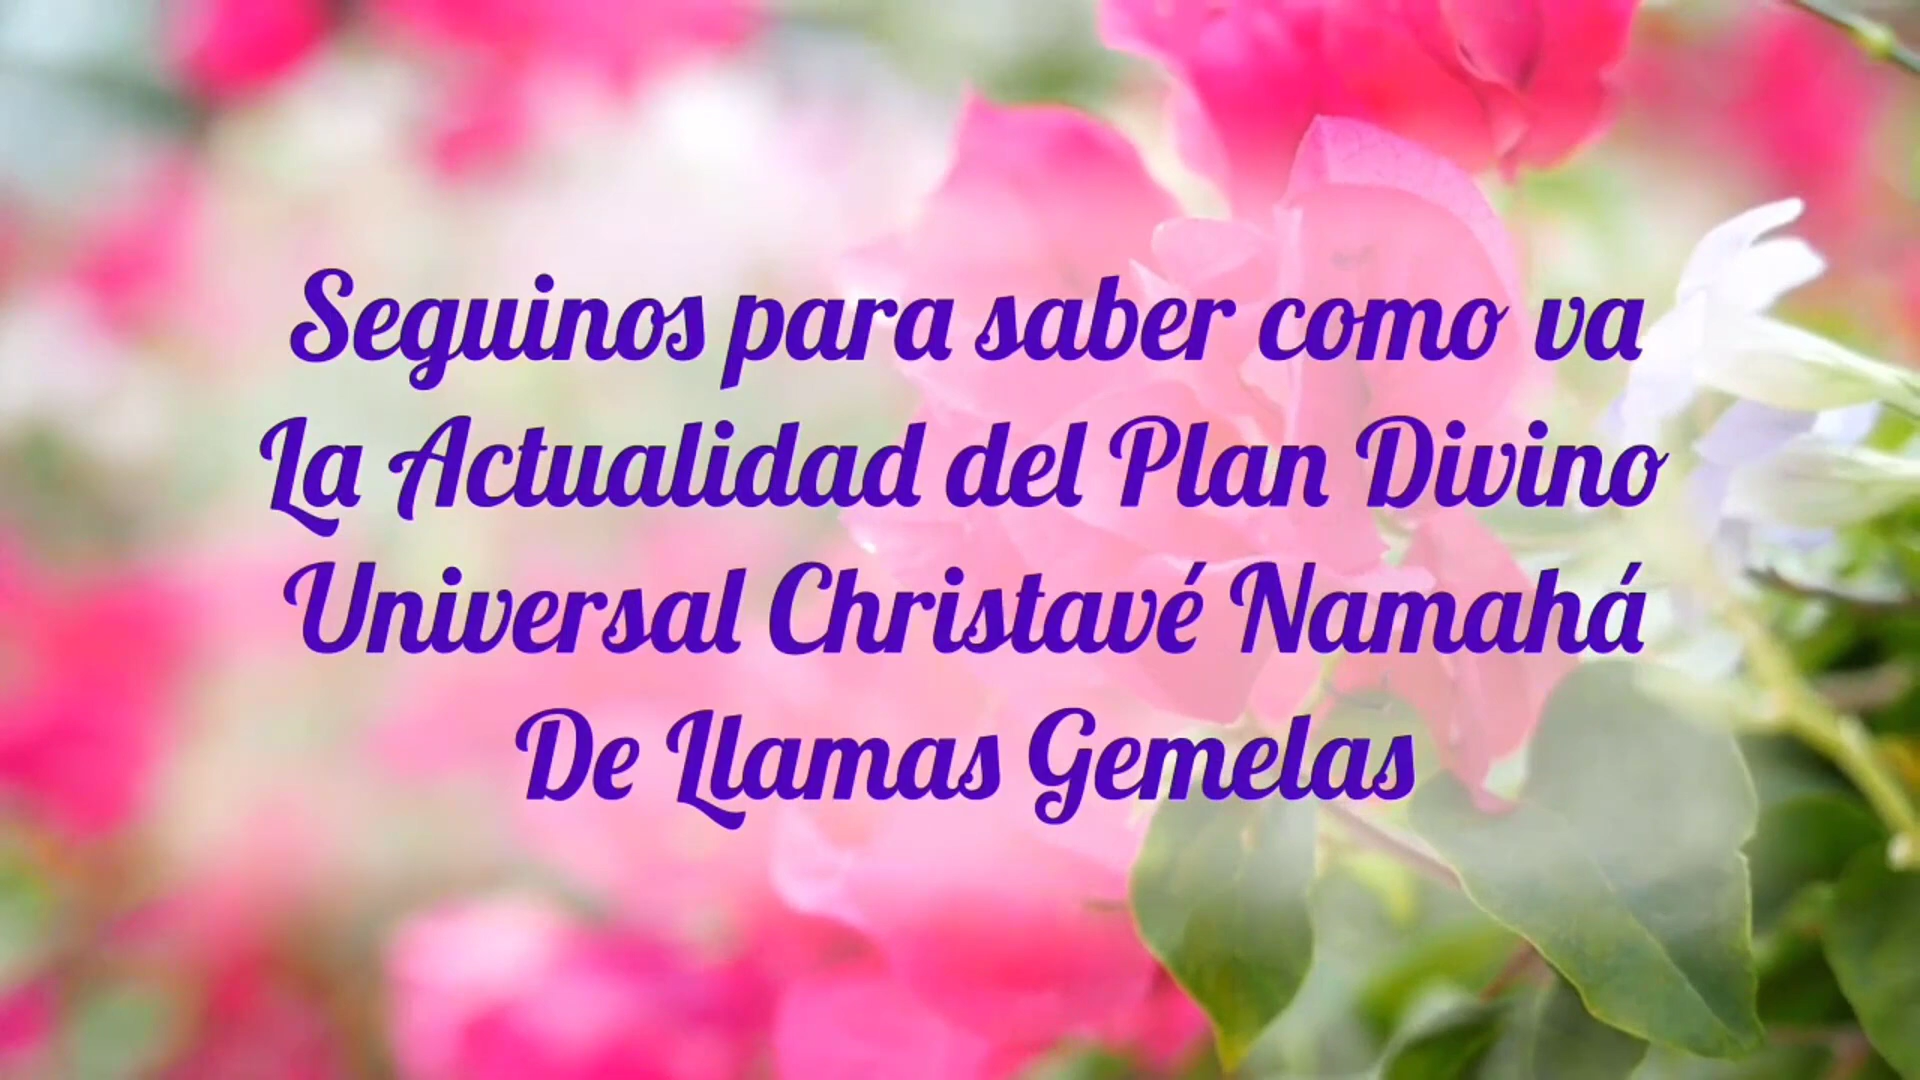 Seguinos para saber como va
La Actualidad del Plan Divino
Universal Christavé Namahá
De Llamas Gemelas